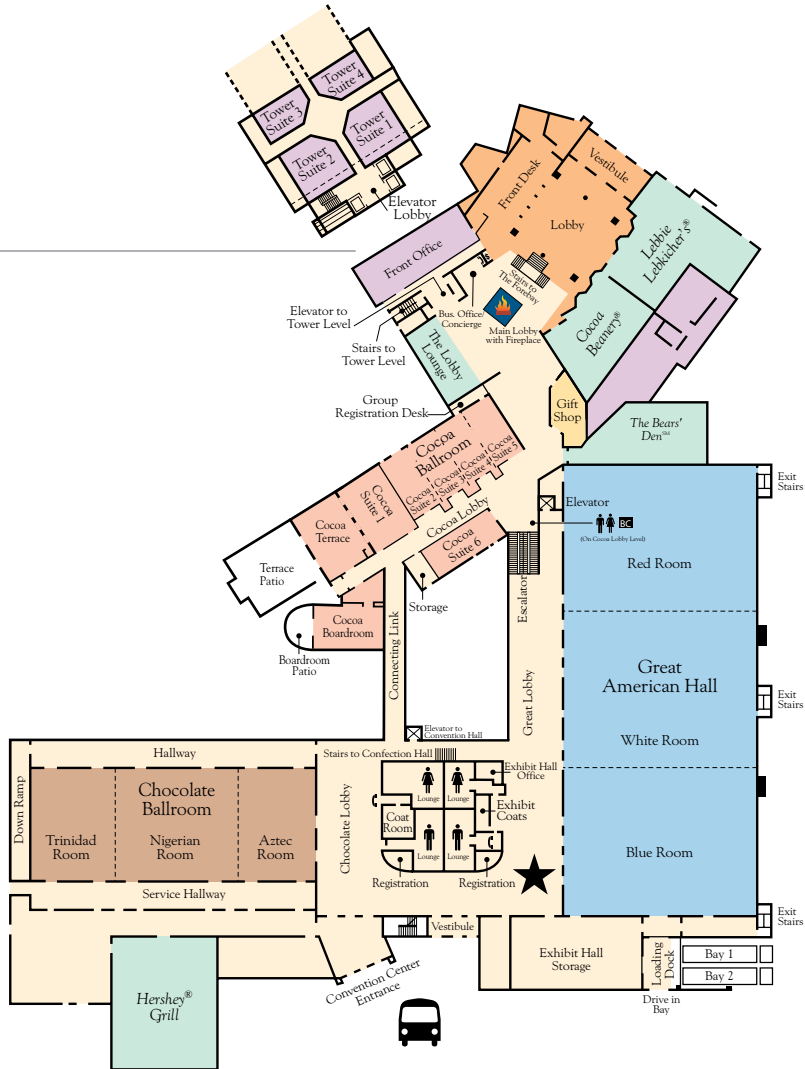 Tower
Suite 4
Tower
Suite 3
Tower
Suite 1
Tower
Suite 2
Elevator
Lobby
Vestibule
Front Desk
Lobby
Lebbie
Lebkicher's®
Front Office
Stairs to
The Forebay
Elevator to
Tower Level
Bus. Office/
Concierge
Main Lobby
with Fireplace
Cocoa
Beanery®
Stairs to
Tower Level
The Lobby
Lounge
Group
Registration Desk
Gift
Shop
The Bears'
Den℠
Cocoa
Ballroom
Cocoa
Suite 1
Cocoa
Suite 2
Cocoa
Suite 3
Cocoa
Suite 4
Cocoa
Suite 5
Exit
Stairs
Elevator
BC
(On Cocoa Lobby Level)
Cocoa Lobby
Cocoa
Terrace
Cocoa
Suite 6
Terrace
Patio
Storage
Escalator
Red Room
Cocoa
Boardroom
Boardroom
Patio
Connecting Link
Great Lobby
Great
American Hall
Exit
Stairs
White Room
Elevator to
Convention Hall
Hallway
Stairs to Confection Hall
Exhibit Hall
Office
Down Ramp
Chocolate
Ballroom
Trinidad
Room
Nigerian
Room
Aztec
Room
Chocolate Lobby
Lounge
Lounge
Coat
Room
Exhibit
Coats
Lounge
Lounge
Blue Room
Registration
Registration
Service Hallway
Exit
Stairs
Vestibule
Exhibit Hall
Storage
Loading
Dock
Bay 1
Bay 2
Drive in
Bay
Convention Center
Entrance
Hershey®
Grill